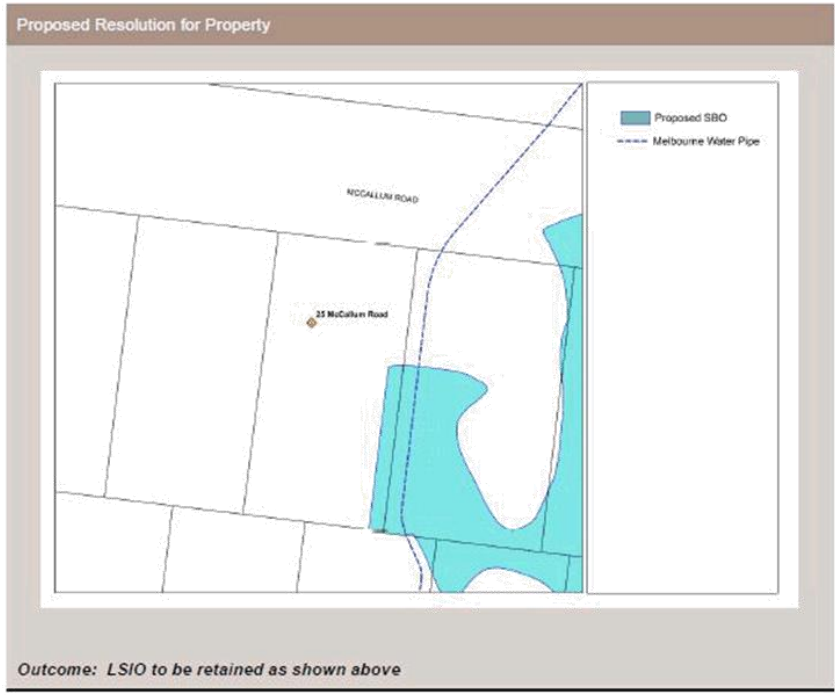 Proposed Resolution for Property
Proposed SBO
Melbourne Water Pipe
MCCALLUM ROAD
25 McCallum Road
Outcome: LSIO to be retained as shown above